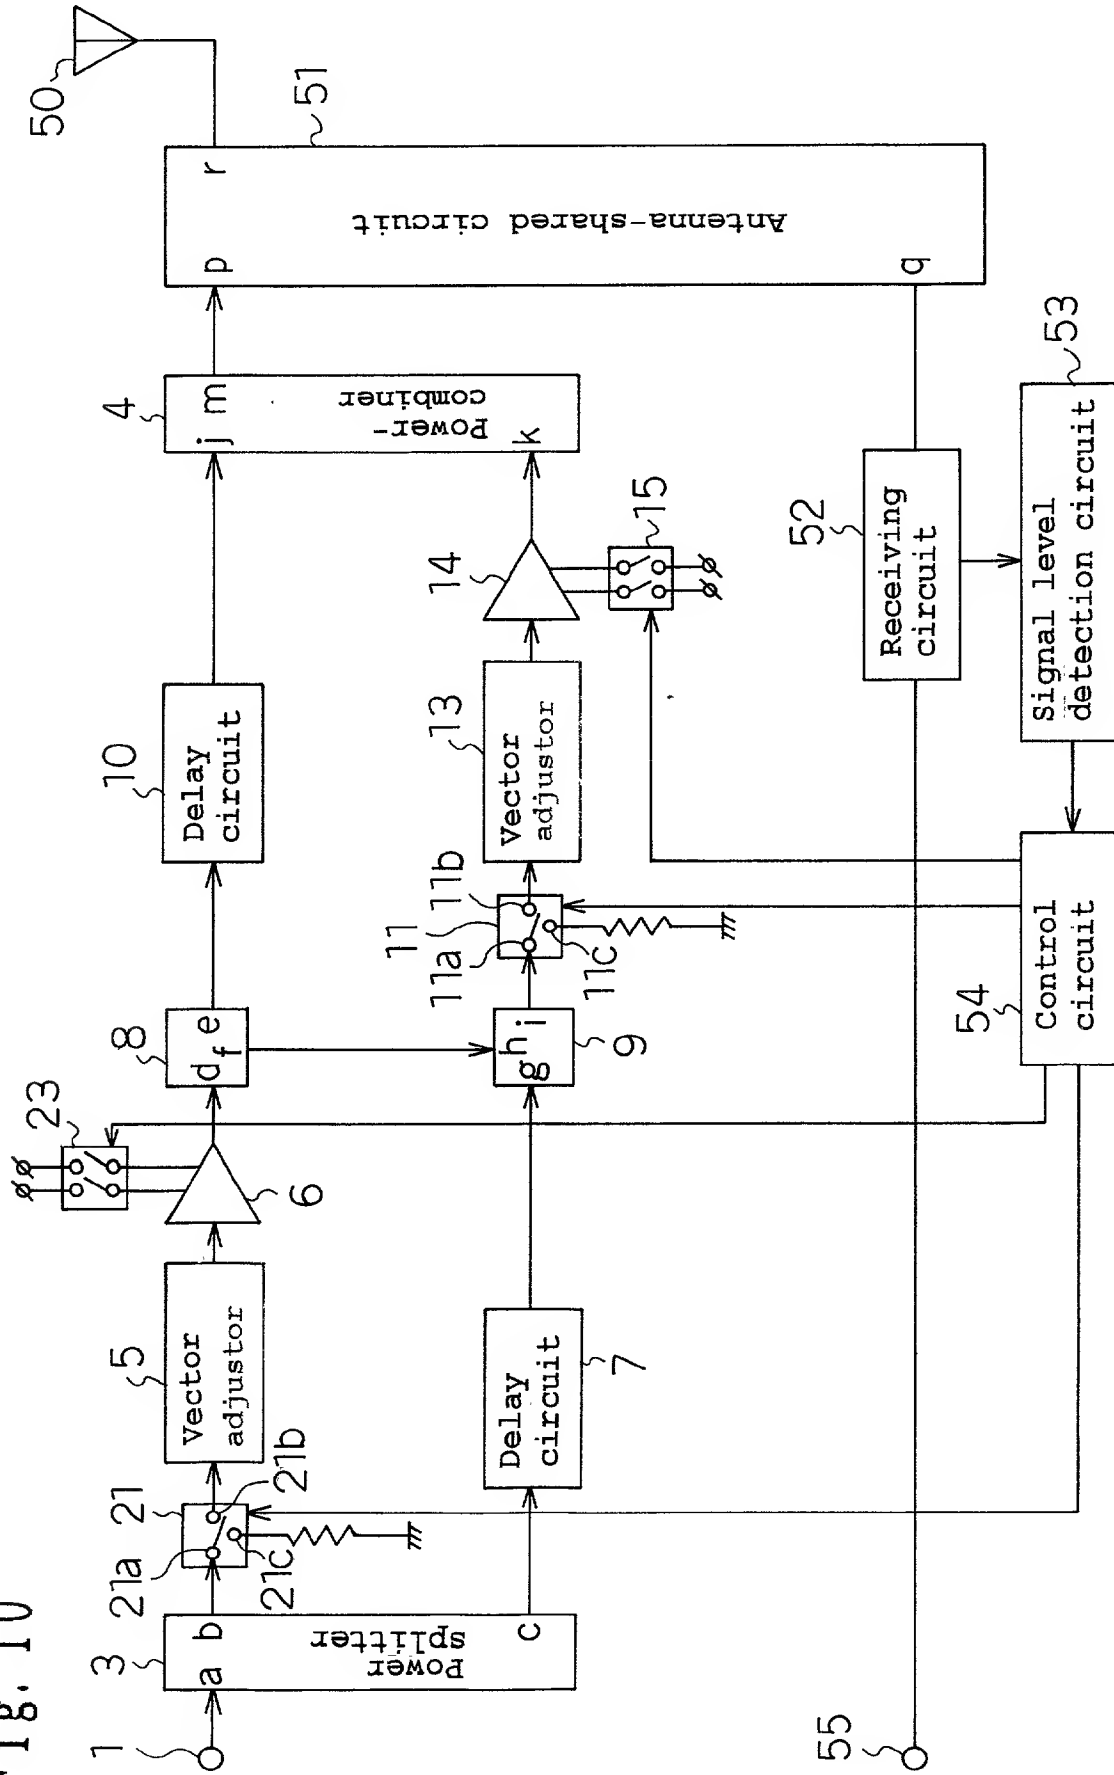 Fig. 10
1
3
a
b
c
Power
splitter
21a
21
21b
21c
5
Vector
adjustor
6
23
7
Delay
circuit
8
d
f
e
9
g
h
i
10
Delay
circuit
11a
11
11b
11c
13
Vector
adjustor
14
15
4
j
m
k
Power-
combiner
p
r
q
Antenna-shared circuit
51
50
52
Receiving
circuit
53
Signal level
detection circuit
54
Control
circuit
55